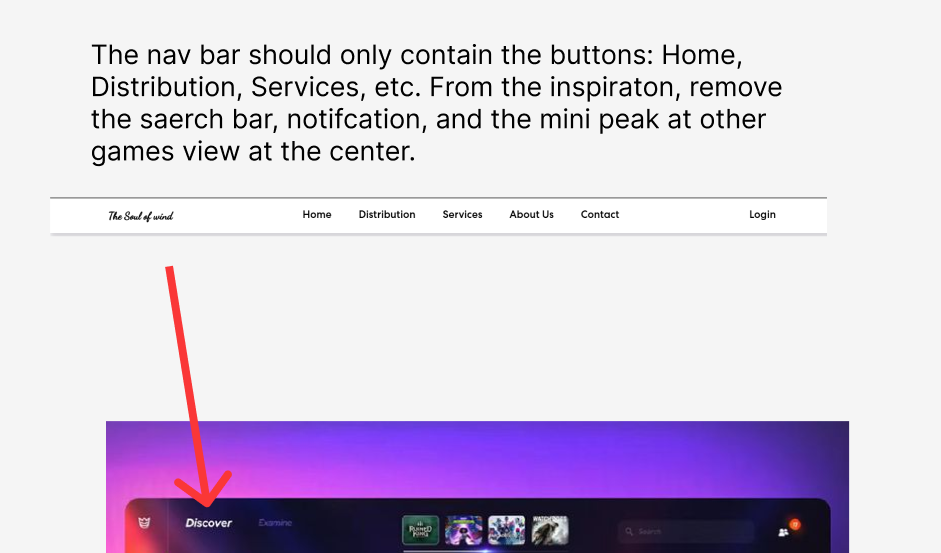 The nav bar should only contain the buttons: Home,
Distribution, Services, etc. From the inspiraton, remove
the saerch bar, notifcation, and the mini peak at other
games view at the center.
The Soul of wind Home Distribution Services About Us Contact Login
Discover Examine RUINED KING WATCH DOGS Search